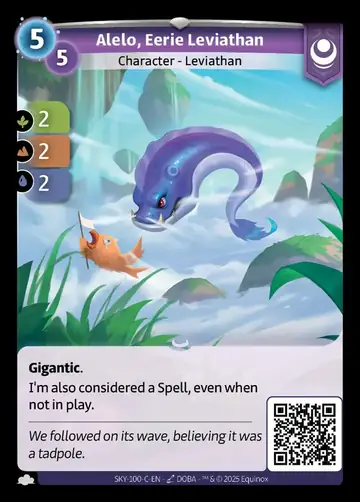 5
5
Alelo, Eerie Leviathan
Character - Leviathan
2
2
2
Gigantic.
I'm also considered a Spell, even when
not in play.
We followed on its wave, believing it was
a tadpole.
SKY-100-C-EN - DOBA - ™ & © 2025 Equinox